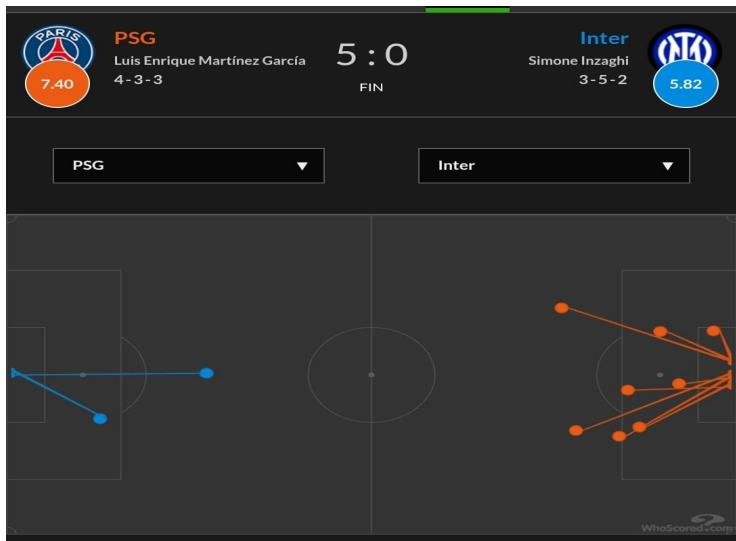 PARIS
PSG
Luis Enrique Martínez García
4-3-3
7.40
5 : 0
FIN
Inter
Simone Inzaghi
3-5-2
5.82
PSG
Inter
WhoScored.com